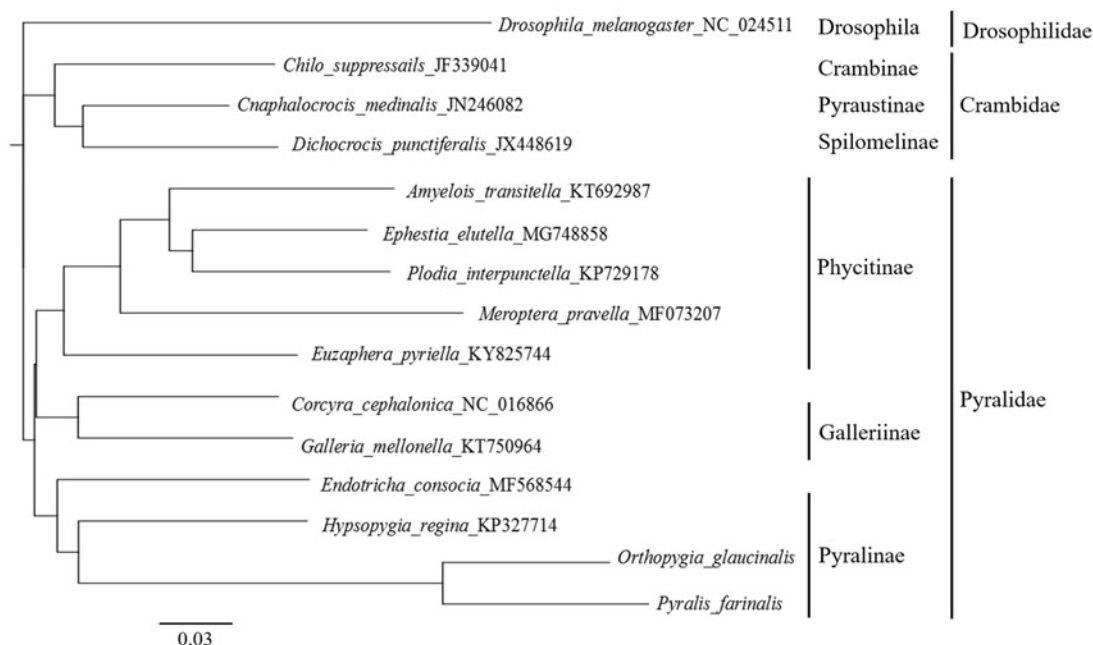 Drosophila_melanogaster_NC_024511 Drosophila Drosophilidae
Chilo_suppressails_JF339041 Crambinae
Cnaphalocrocis_medinalis_JN246082 Pyraustinae Crambidae
Dichocrocis_punctiferalis_JX448619 Spilomelinae
Amyelois_transitella_KT692987
Ephestia_elutella_MG748858
Plodia_interpunctella_KP729178 Phycitinae
Meroptera_pravella_MF073207
Euzaphera_pyriella_KY825744
Corcyra_cephalonica_NC_016866 Pyralidae
Galleria_mellonella_KT750964 Galleriinae
Endotricha_consocia_MF568544
Hypsopygia_regina_KP327714
Orthopygia_glaucinalis Pyralinae
Pyralis_farinalis
0.03